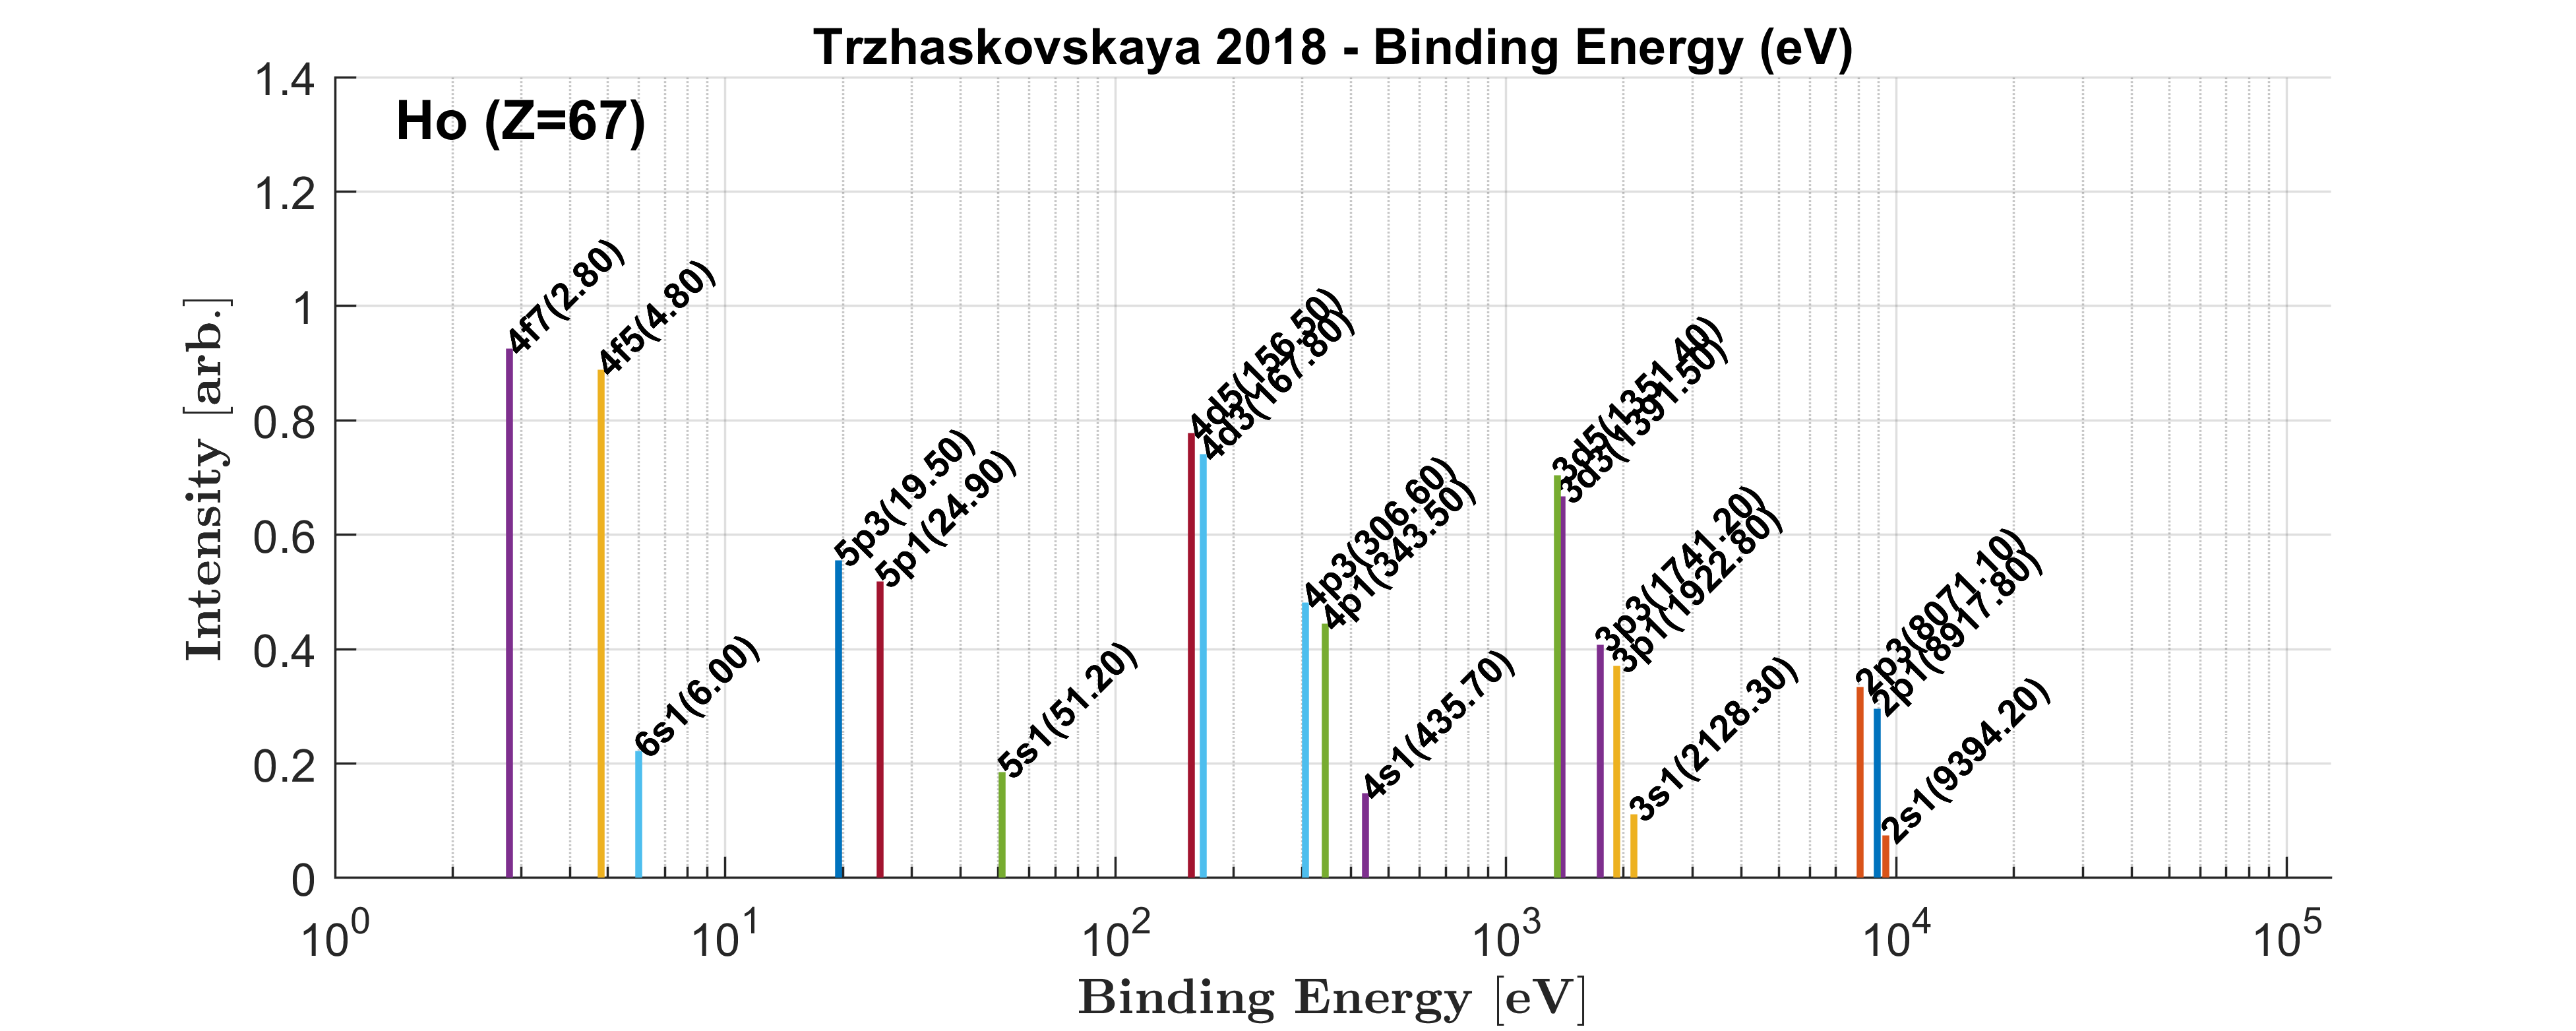 Trzhaskovskaya 2018 - Binding Energy (eV)
Ho (Z=67)
Intensity [arb.]
1.4
1.2
1
0.8
0.6
0.4
0.2
0
4f7(2.80)
4f5(4.80)
6s1(6.00)
5p3(19.50)
5p1(24.90)
5s1(51.20)
4d5(156.50)
4d3(167.80)
4p3(306.60)
4p1(343.50)
4s1(435.70)
3d5(1351.40)
3d3(1391.50)
3p3(1741.20)
3p1(1922.80)
3s1(2128.30)
2p3(8071.10)
2p1(8917.80)
2s1(9394.20)
10^0
10^1
10^2
10^3
10^4
10^5
Binding Energy [eV]